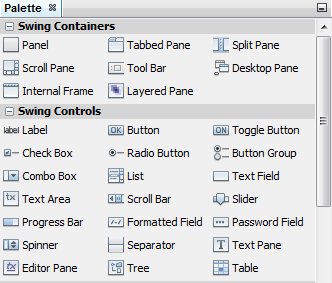 Palette
Swing Containers
Panel Tabbed Pane Split Pane
Scroll Pane Tool Bar Desktop Pane
Internal Frame Layered Pane
Swing Controls
label Label OK Button ON Toggle Button
Check Box Radio Button Button Group
Combo Box List Text Field
tx Text Area Scroll Bar Slider
Progress Bar Formatted Field Password Field
Spinner Separator T Text Pane
Editor Pane Tree Table